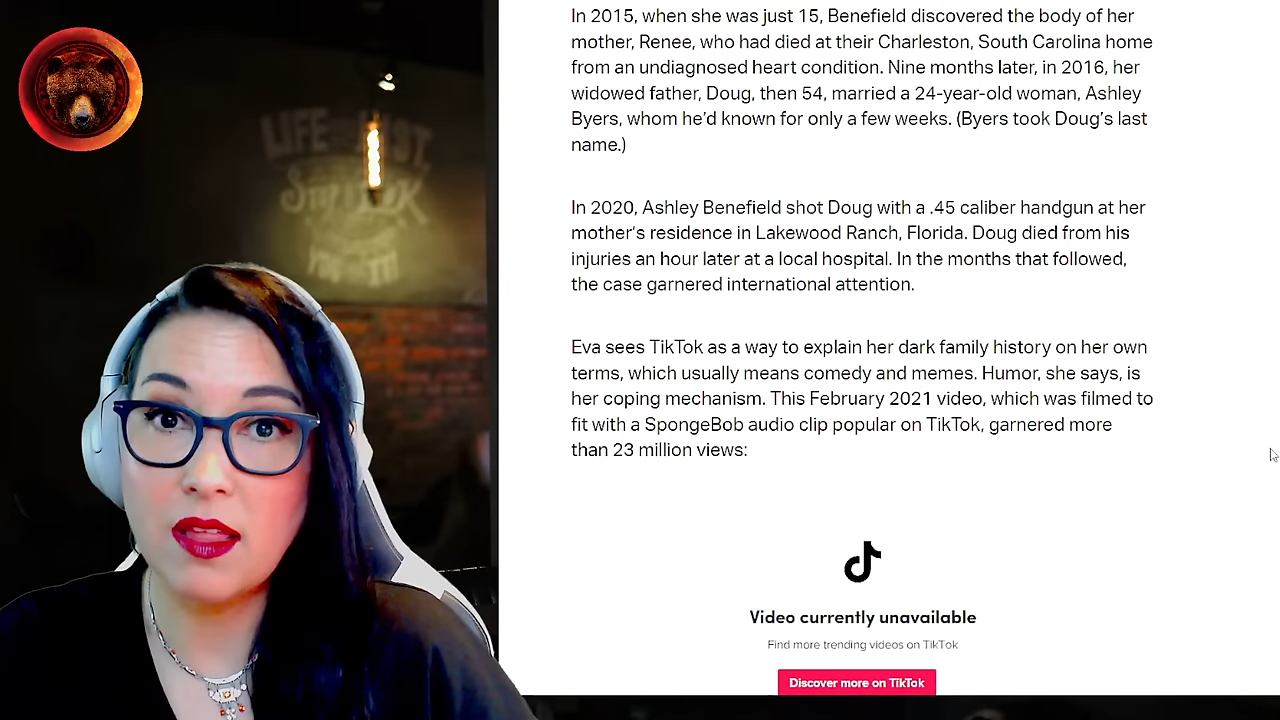 LIFE
In 2015, when she was just 15, Benefield discovered the body of her
mother, Renee, who had died at their Charleston, South Carolina home
from an undiagnosed heart condition. Nine months later, in 2016, her
widowed father, Doug, then 54, married a 24-year-old woman, Ashley
Byers, whom he’d known for only a few weeks. (Byers took Doug’s last
name.)
In 2020, Ashley Benefield shot Doug with a .45 caliber handgun at her
mother’s residence in Lakewood Ranch, Florida. Doug died from his
injuries an hour later at a local hospital. In the months that followed,
the case garnered international attention.
Eva sees TikTok as a way to explain her dark family history on her own
terms, which usually means comedy and memes. Humor, she says, is
her coping mechanism. This February 2021 video, which was filmed to
fit with a SpongeBob audio clip popular on TikTok, garnered more
than 23 million views:
Video currently unavailable
Find more trending videos on TikTok
Discover more on TikTok